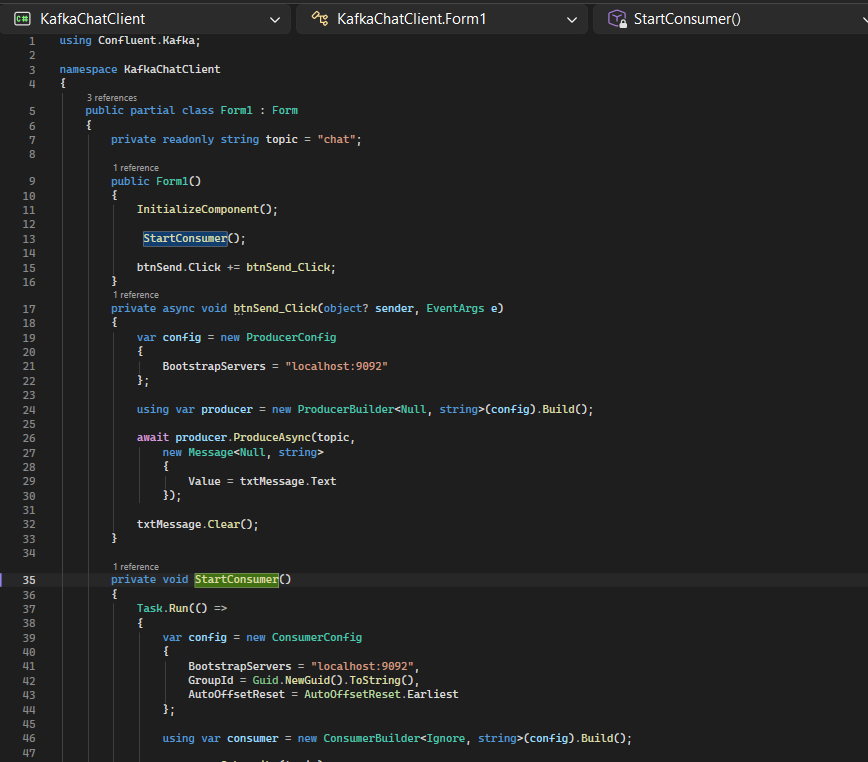 C# KafkaChatClient KafkaChatClient.Form1 StartConsumer()
1 using Confluent.Kafka;
2
3 namespace KafkaChatClient
4 {
3 references
5 public partial class Form1 : Form
6 {
7 private readonly string topic = "chat";
8
1 reference
9 public Form1()
10 {
11 InitializeComponent();
12
13 StartConsumer();
14
15 btnSend.Click += btnSend_Click;
16 }
1 reference
17 private async void btnSend_Click(object? sender, EventArgs e)
18 {
19 var config = new ProducerConfig
20 {
21 BootstrapServers = "localhost:9092"
22 };
23
24 using var producer = new ProducerBuilder<Null, string>(config).Build();
25
26 await producer.ProduceAsync(topic,
27 new Message<Null, string>
28 {
29 Value = txtMessage.Text
30 });
31
32 txtMessage.Clear();
33 }
34
1 reference
35 private void StartConsumer()
36 {
37 Task.Run(() =>
38 {
39 var config = new ConsumerConfig
40 {
41 BootstrapServers = "localhost:9092",
42 GroupId = Guid.NewGuid().ToString(),
43 AutoOffsetReset = AutoOffsetReset.Earliest
44 };
45
46 using var consumer = new ConsumerBuilder<Ignore, string>(config).Build();
47